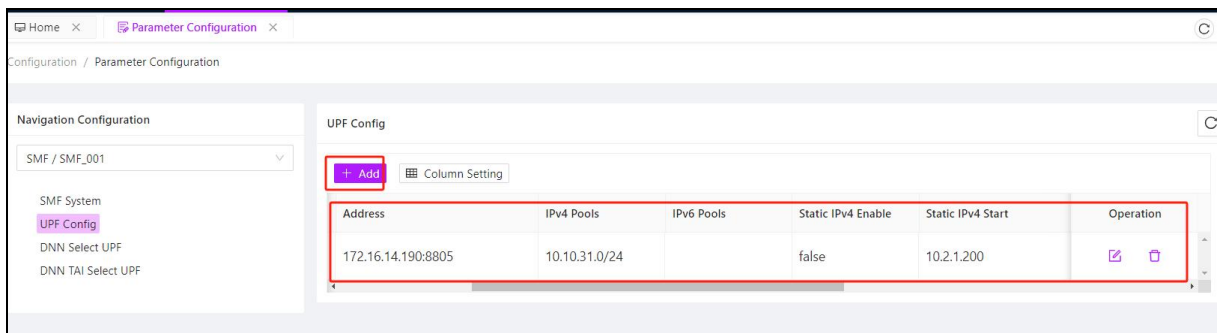 Home
Parameter Configuration
Configuration / Parameter Configuration
Navigation Configuration
SMF / SMF_001
SMF System
UPF Config
DNN Select UPF
DNN TAI Select UPF
UPF Config
+ Add
Column Setting
Address IPv4 Pools IPv6 Pools Static IPv4 Enable Static IPv4 Start Operation
172.16.14.190:8805 10.10.31.0/24 false 10.2.1.200